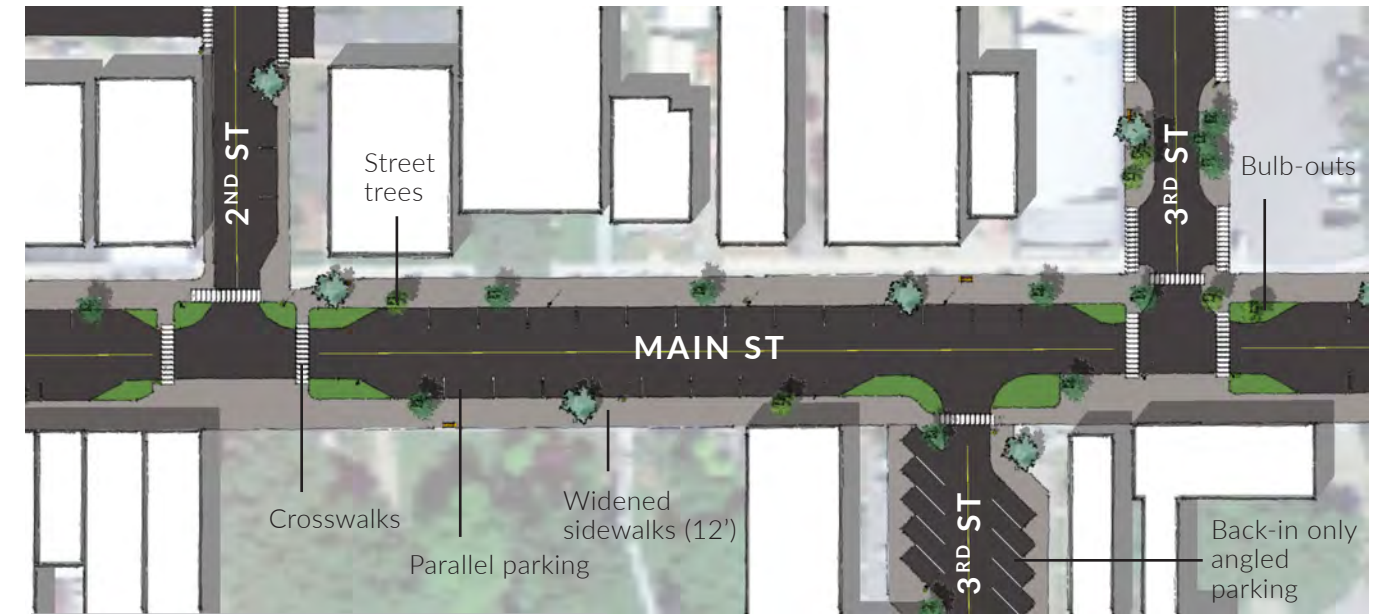 2ND ST
Street
trees
3RD ST
Bulb-outs
MAIN ST
Crosswalks
Parallel parking
Widened
sidewalks (12’)
3RD ST
Back-in only
angled
parking